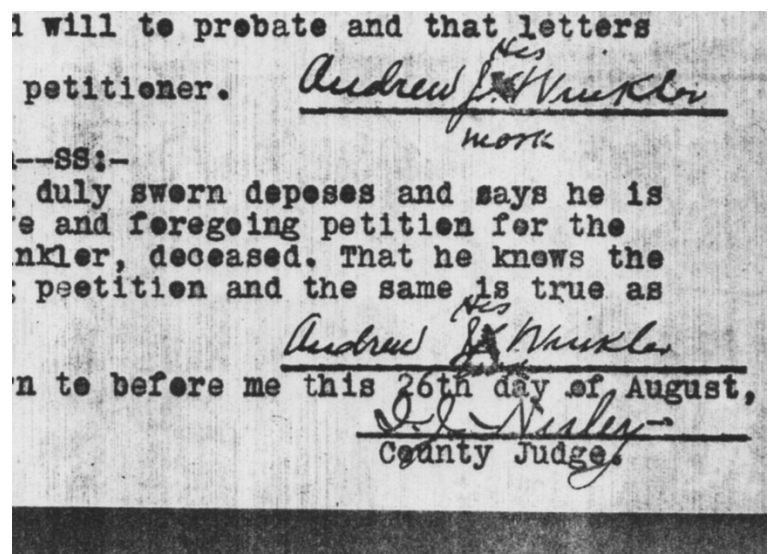 will to probate and that letters
His
petitioner. Andrew J. Winkler
mark
--SS:-
duly sworn deposes and says he is
and foregoing petition for the
nkler, deceased. That he knows the
peetition and the same is true as
His
Andrew J. Winkler
mark
to before me this 26th day of August,
County Judge.